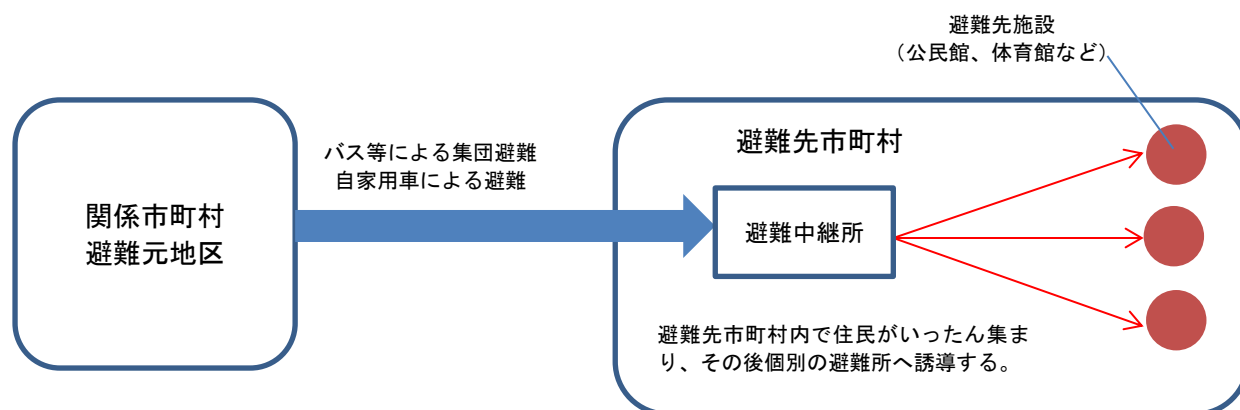 避難先施設
（公民館、体育館など）
避難先市町村
バス等による集団避難
自家用車による避難
関係市町村
避難元地区
避難中継所
避難先市町村内で住民がいったん集ま
り、その後個別の避難所へ誘導する。